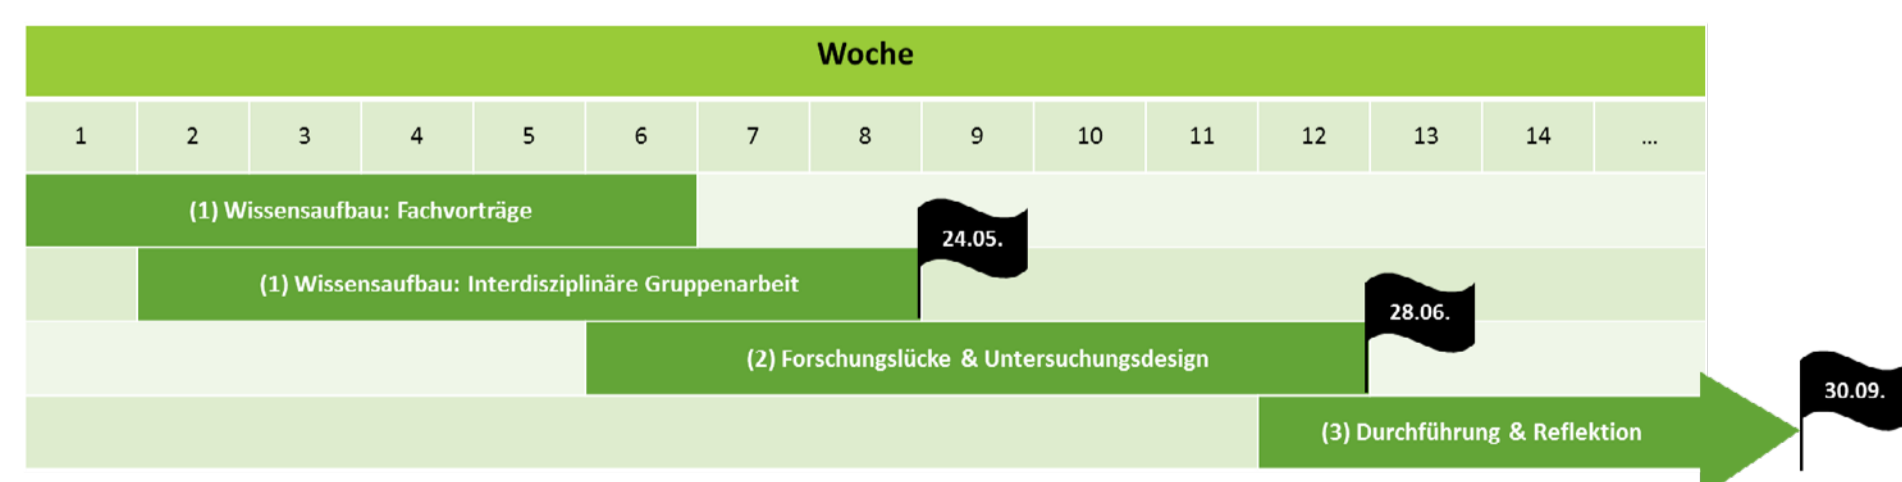 Woche
1 2 3 4 5 6 7 8 9 10 11 12 13 14 ...
(1) Wissensaufbau: Fachvorträge
24.05.
(1) Wissensaufbau: Interdisziplinäre Gruppenarbeit
28.06.
(2) Forschungslücke & Untersuchungsdesign
30.09.
(3) Durchführung & Reflektion